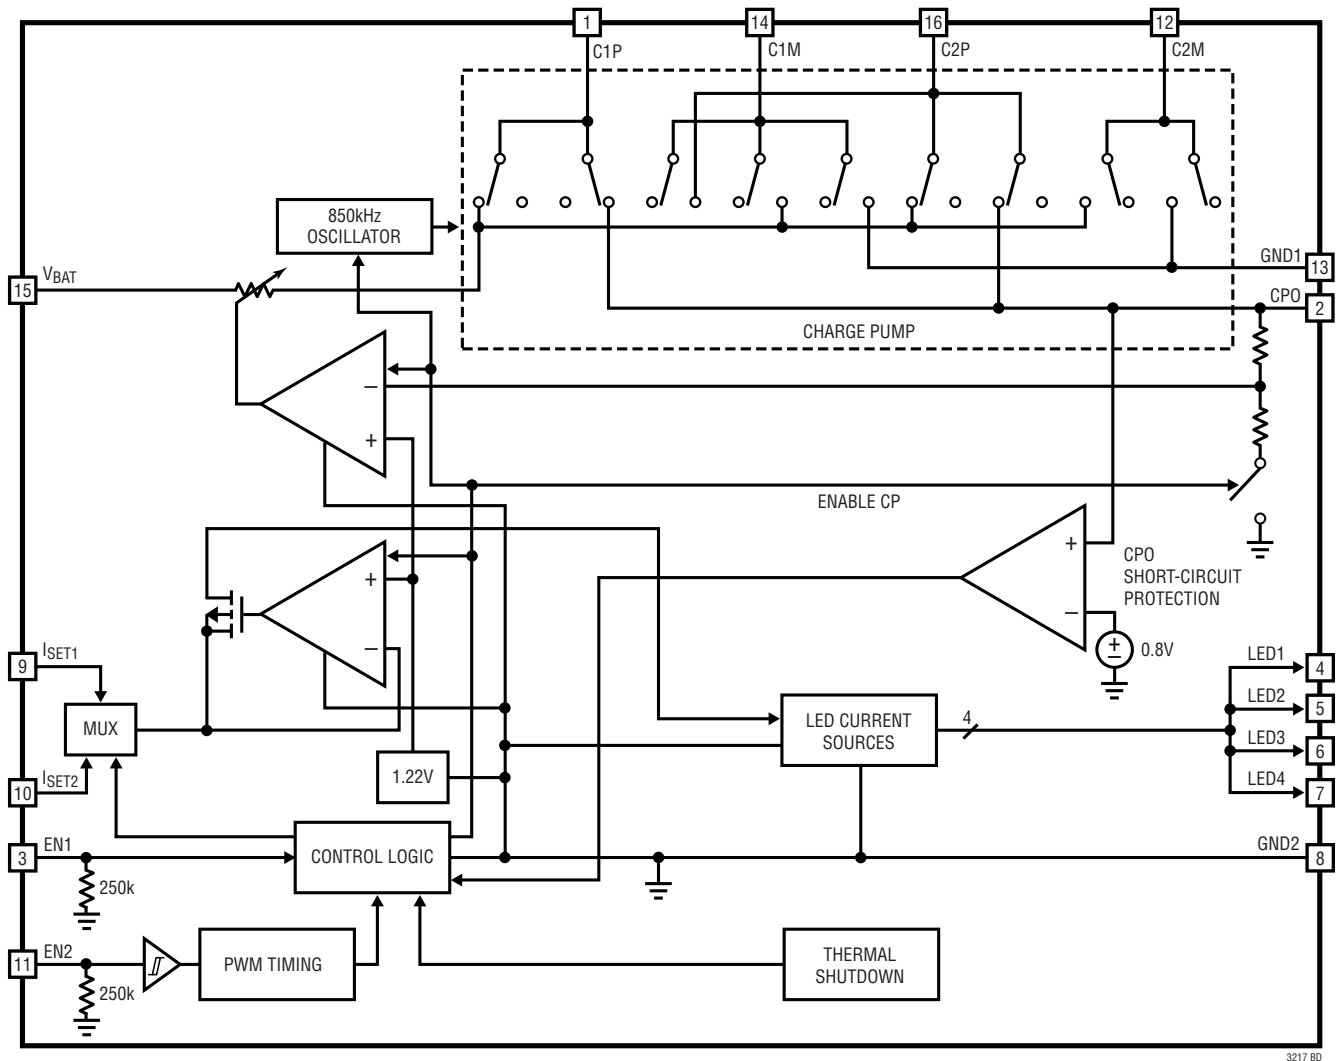 1
14
16
12
C1P
C1M
C2P
C2M
850kHz
OSCILLATOR
VBAT
15
GND1
13
CPO
2
CHARGE PUMP
–
+
ENABLE CP
+
–
+
–
CPO
SHORT-CIRCUIT
PROTECTION
+
–
0.8V
ISET1
9
MUX
ISET2
10
1.22V
LED CURRENT
SOURCES
4
LED1
4
LED2
5
LED3
6
LED4
7
EN1
3
250k
CONTROL LOGIC
GND2
8
EN2
11
250k
PWM TIMING
THERMAL
SHUTDOWN
3217 BD